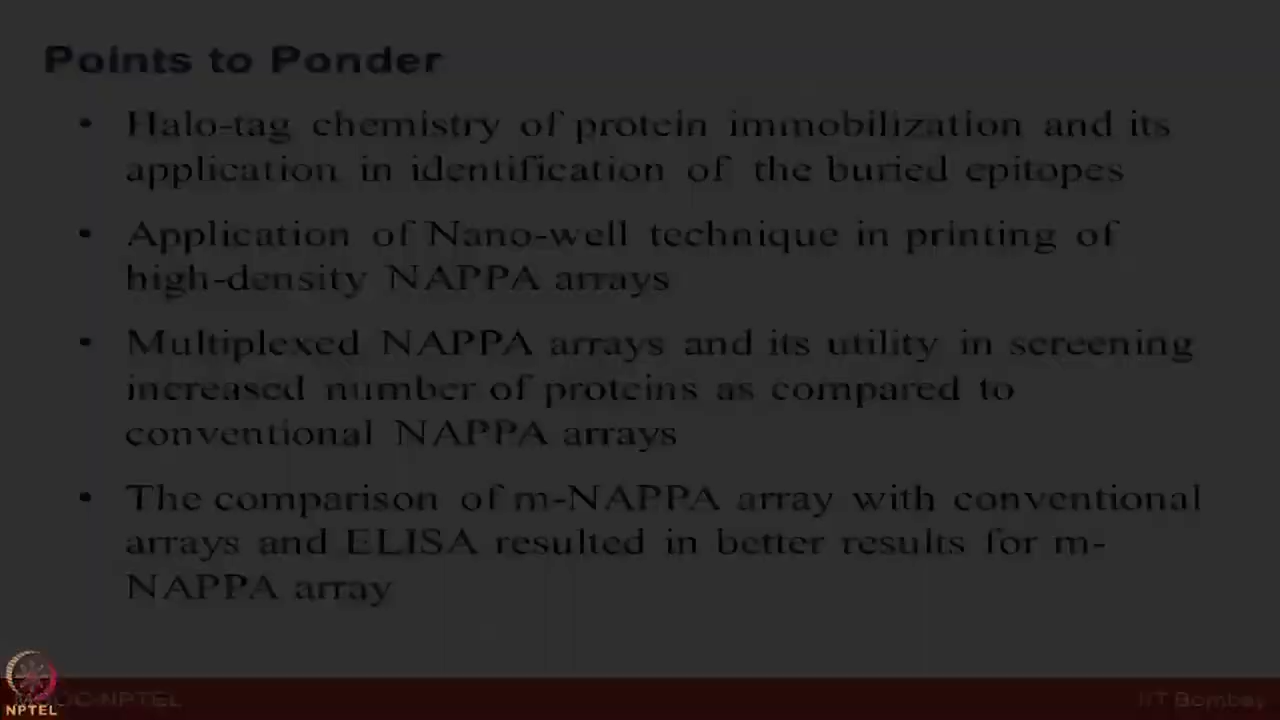 Points to Ponder
• Halo-tag chemistry of protein immobilization and its
application in identification of the buried epitopes
• Application of Nano-well technique in printing of
high-density NAPPA arrays
• Multiplexed NAPPA arrays and its utility in screening
increased number of proteins as compared to
conventional NAPPA arrays
• The comparison of m-NAPPA array with conventional
arrays and ELISA resulted in better results for m-
NAPPA array
MOOC-NPTEL
NPTEL
IIT Bombay